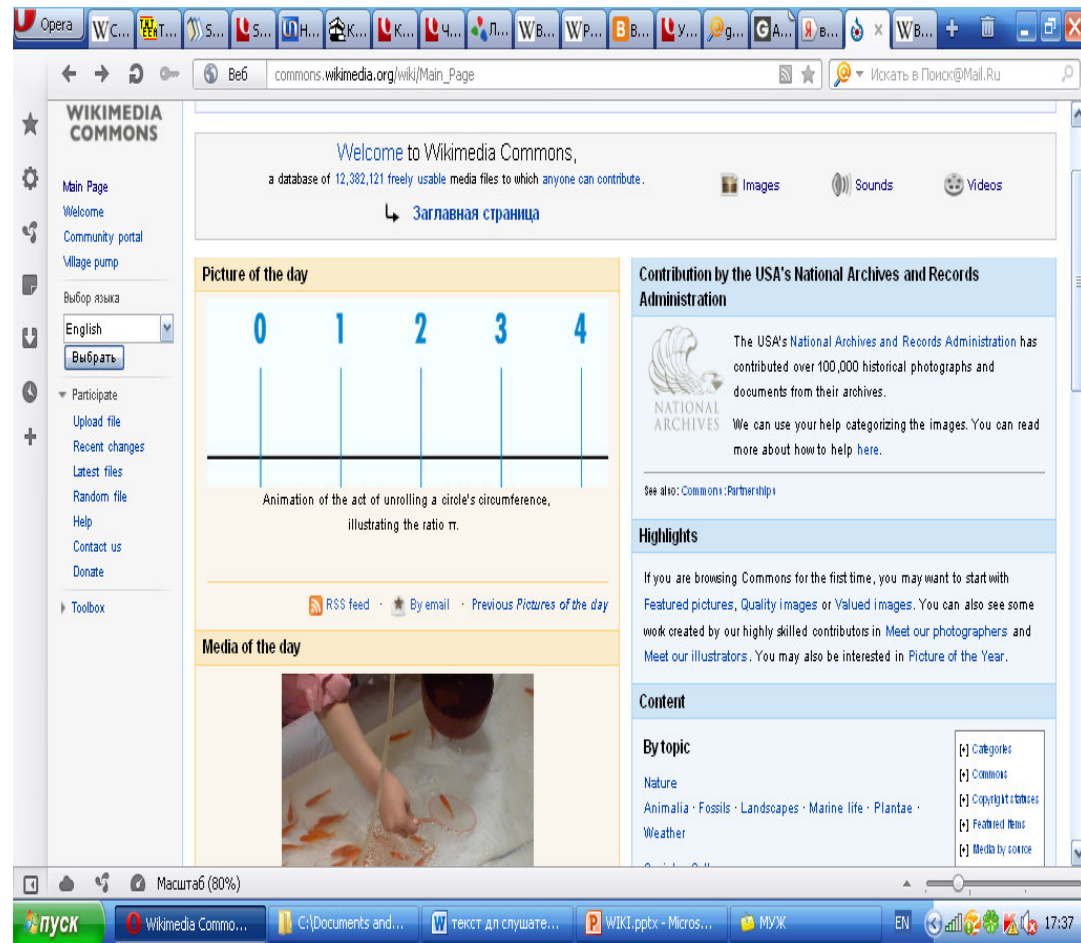 Opera
W С...
T...
S...
S...
Н...
К...
К...
Ч...
Л...
W В...
W Р...
B В...
У...
g...
G А...
Я В...
W В...
Веб
commons.wikimedia.org/wiki/Main_Page
Искать в Поиск@Mail.Ru
WIKIMEDIA
COMMONS
Main Page
Welcome
Community portal
Village pump
Выбор языка
English
Выбрать
Participate
Upload file
Recent changes
Latest files
Random file
Help
Contact us
Donate
Toolbox
Welcome to Wikimedia Commons,
a database of 12,382,121 freely usable media files to which anyone can contribute.
Заглавная страница
Images
Sounds
Videos
Picture of the day
0 1 2 3 4
Animation of the act of unrolling a circle's circumference,
illustrating the ratio π.
RSS feed · By email · Previous Pictures of the day
Media of the day
Contribution by the USA's National Archives and Records
Administration
NATIONAL
ARCHIVES
The USA's National Archives and Records Administration has
contributed over 100,000 historical photographs and
documents from their archives.
We can use your help categorizing the images. You can read
more about how to help here.
See also: Commons:Partnerships
Highlights
If you are browsing Commons for the first time, you may want to start with
Featured pictures, Quality images or Valued images. You can also see some
work created by our highly skilled contributors in Meet our photographers and
Meet our illustrators. You may also be interested in Picture of the Year.
Content
By topic
Nature
Animalia · Fossils · Landscapes · Marine life · Plantae ·
Weather
[+] Categories
[+] Commons
[+] Copyright statuses
[+] Featured items
[+] Media by source
Масштаб (80%)
пуск
Wikimedia Commo...
C:\Documents and...
текст дл слушате...
WIKI.pptx - Micros...
МУЖ
EN
17:37